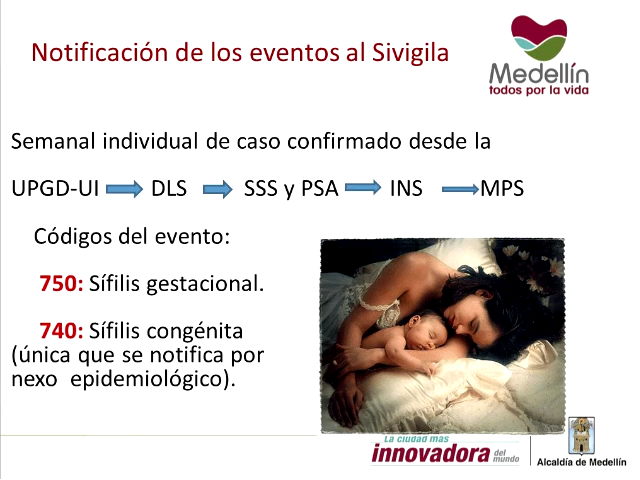 Notificación de los eventos al Sivigila
Medellín
todos por la vida
Semanal individual de caso confirmado desde la
UPGD-UI DLS SSS y PSA INS MPS
Códigos del evento:
750: Sífilis gestacional.
740: Sífilis congénita
(única que se notifica por
nexo epidemiológico).
La ciudad más
innovadora del
mundo
Alcaldía de Medellín